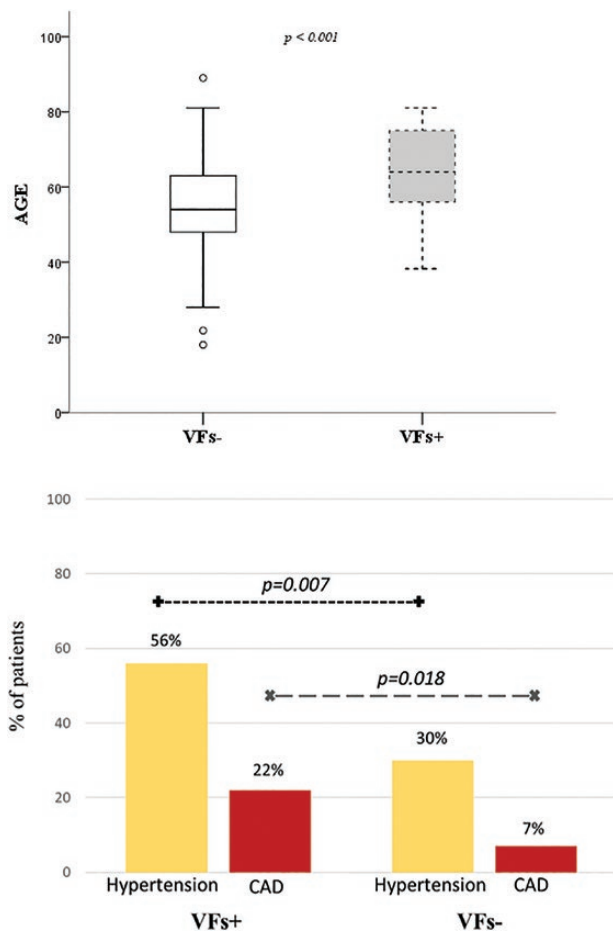 100
p < 0.001
80
60
AGE
40
20
0
VFs-
VFs+
100
80
p=0.007
60
56%
% of patients
p=0.018
40
30%
22%
20
7%
0
Hypertension CAD Hypertension CAD
VFs+ VFs-